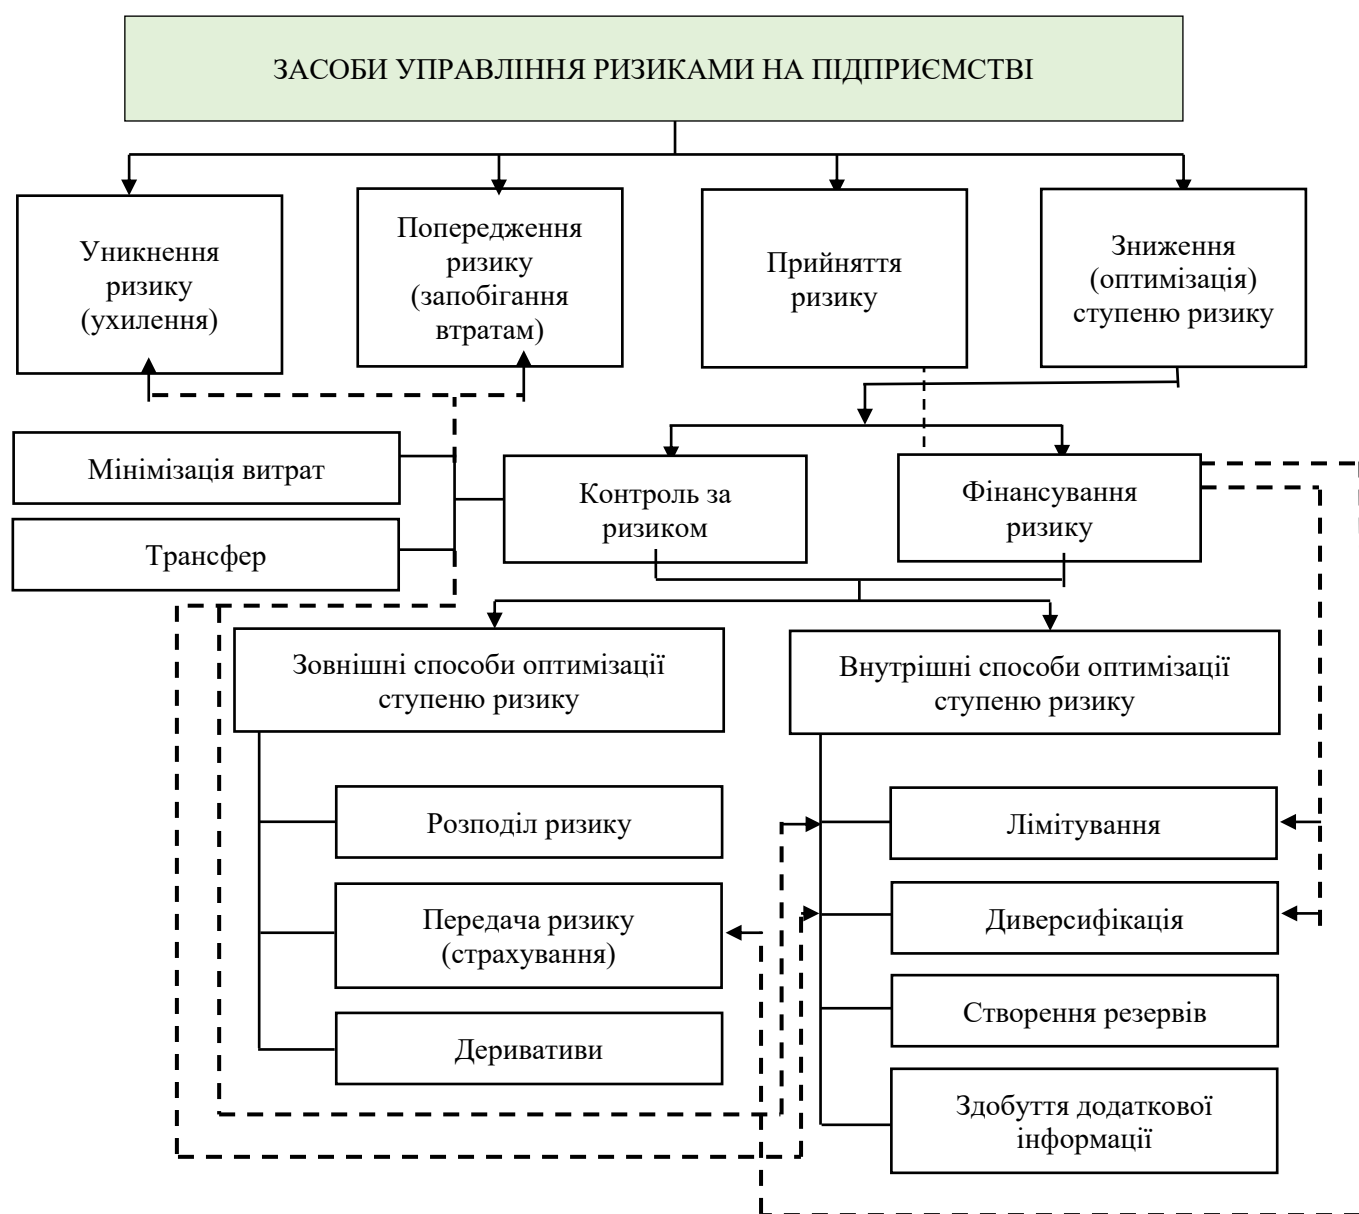 ЗАСОБИ УПРАВЛІННЯ РИЗИКАМИ НА ПІДПРИЄМСТВІ
Уникнення
ризику
(ухилення)
Попередження
ризику
(запобігання
втратам)
Прийняття
ризику
Зниження
(оптимізація)
ступеню ризику
Мінімізація витрат
Трансфер
Контроль за
ризиком
Фінансування
ризику
Зовнішні способи оптимізації
ступеню ризику
Внутрішні способи оптимізації
ступеню ризику
Розподіл ризику
Передача ризику
(страхування)
Деривативи
Лімітування
Диверсифікація
Створення резервів
Здобуття додаткової
інформації